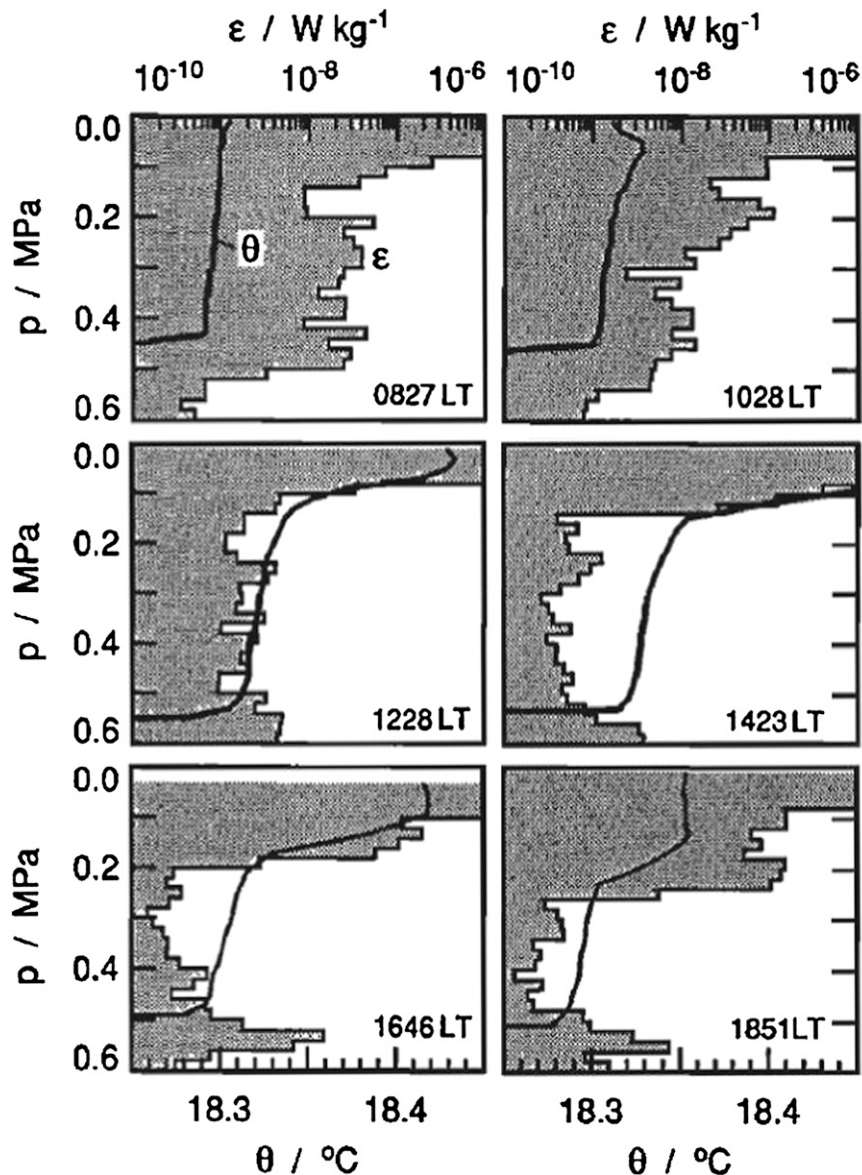 ε / W kg⁻¹ ε / W kg⁻¹
10⁻¹⁰ 10⁻⁸ 10⁻⁶ 10⁻¹⁰ 10⁻⁸ 10⁻⁶
p / MPa
0.0
0.2
0.4
0.6
θ
ε
0827 LT
1028 LT
p / MPa
0.0
0.2
0.4
0.6
1228 LT
1423 LT
p / MPa
0.0
0.2
0.4
0.6
1646 LT
1851 LT
18.3 18.4 18.3 18.4
θ / ºC θ / ºC